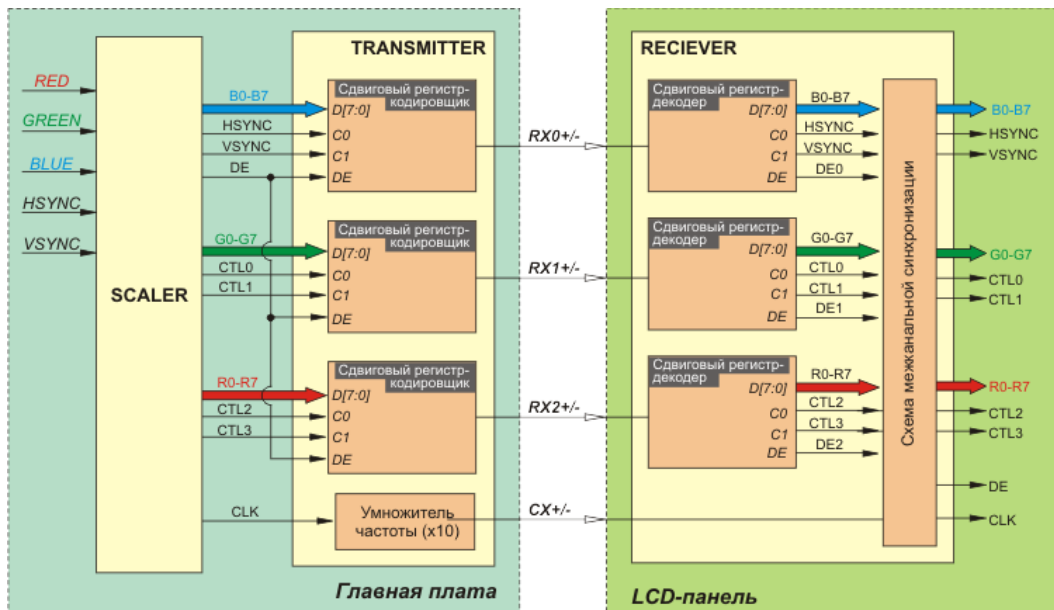 RED
GREEN
BLUE
HSYNC
VSYNC
SCALER
B0-B7
HSYNC
VSYNC
DE
G0-G7
CTL0
CTL1
R0-R7
CTL2
CTL3
CLK
TRANSMITTER
Сдвиговый регистр-
кодировщик
D[7:0]
C0
C1
DE
Сдвиговый регистр-
кодировщик
D[7:0]
C0
C1
DE
Сдвиговый регистр-
кодировщик
D[7:0]
C0
C1
DE
Умножитель
частоты (x10)
Главная плата
RX0+/-
RX1+/-
RX2+/-
CX+/-
RECIEVER
Сдвиговый регистр-
декодер
D[7:0]
C0
C1
DE
B0-B7
HSYNC
VSYNC
DE0
Сдвиговый регистр-
декодер
D[7:0]
C0
C1
DE
G0-G7
CTL0
CTL1
DE1
Сдвиговый регистр-
декодер
D[7:0]
C0
C1
DE
R0-R7
CTL2
CTL3
DE2
Схема межканальной синхронизации
B0-B7
HSYNC
VSYNC
G0-G7
CTL0
CTL1
R0-R7
CTL2
CTL3
DE
CLK
LCD-панель